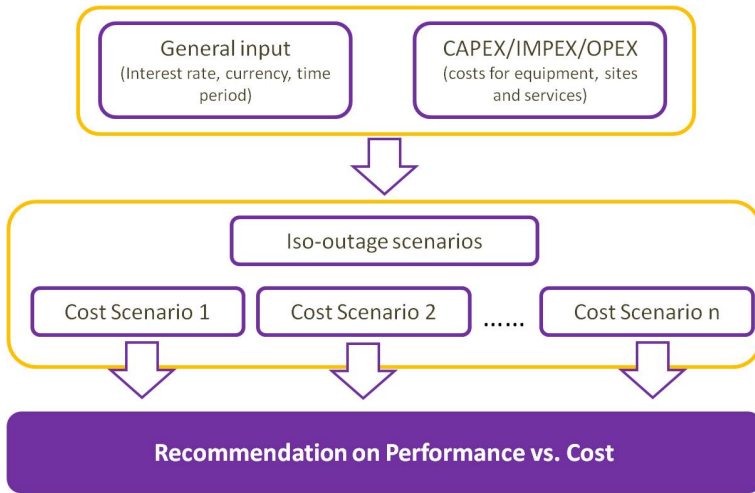 General input
(Interest rate, currency, time
period)
CAPEX/IMPEX/OPEX
(costs for equipment, sites
and services)
Iso-outage scenarios
Cost Scenario 1
Cost Scenario 2
......
Cost Scenario n
Recommendation on Performance vs. Cost